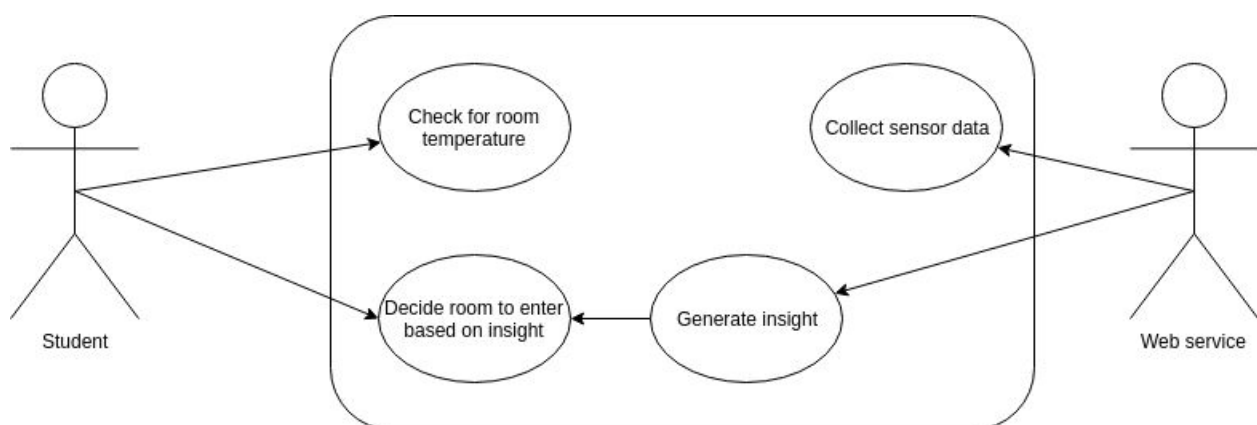 Check for room
temperature
Collect sensor data
Decide room to enter
based on insight
Generate insight
Student
Web service